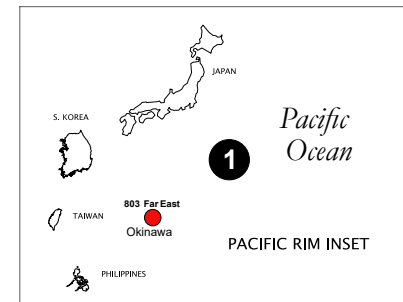 JAPAN
S. KOREA
Pacific
Ocean
1
803 Far East
TAIWAN
Okinawa
PACIFIC RIM INSET
PHILIPPINES